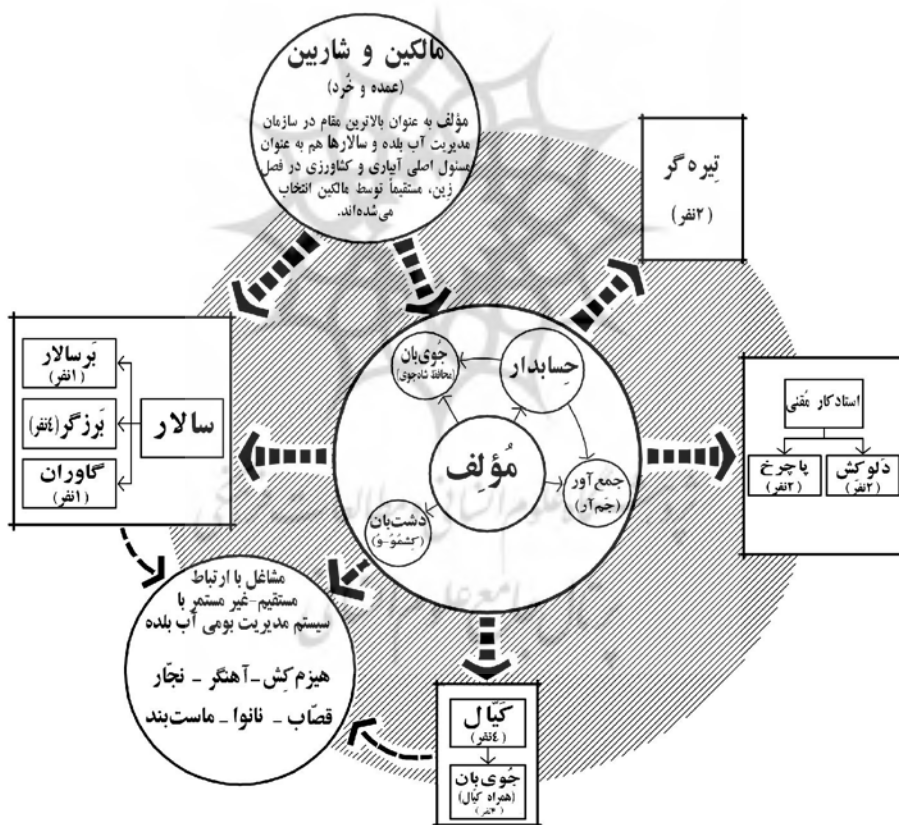 مالکین و شاربین
(عمده و خُرد)
مؤلف به عنوان بالاترین مقام در سازمان
مدیریت آب بلده و سالارها هم به عنوان
مسئول اصلی آبیاری و کشاورزی در فصل
زین، مستقیماً توسط مالکین انتخاب
می‌شده‌اند.
تِیره گر
(۲نفر)
جُوی‌بان
(محافظ شاه‌جوی)
حِسابدار
مُؤلِف
جمع آور
(جَم آر)
دشت‌بان
سالار
بَرسالار
(۱نفر)
بَرزگر (٤نفر)
گاوران
(۱نفر)
استادکار مُقنی
دَلوکش
(۲نفر)
پاچرخ
(۲نفر)
مشاغل با ارتباط
مستقیم-غیر مستمر با
سیستم مدیریت بومی آب بلده
هیزم کِش - آهنگر - نجّار
قصّاب - نانوا - ماست‌بند
کَیّال
(٤نفر)
جُوی‌بان
(همراه کیّال)